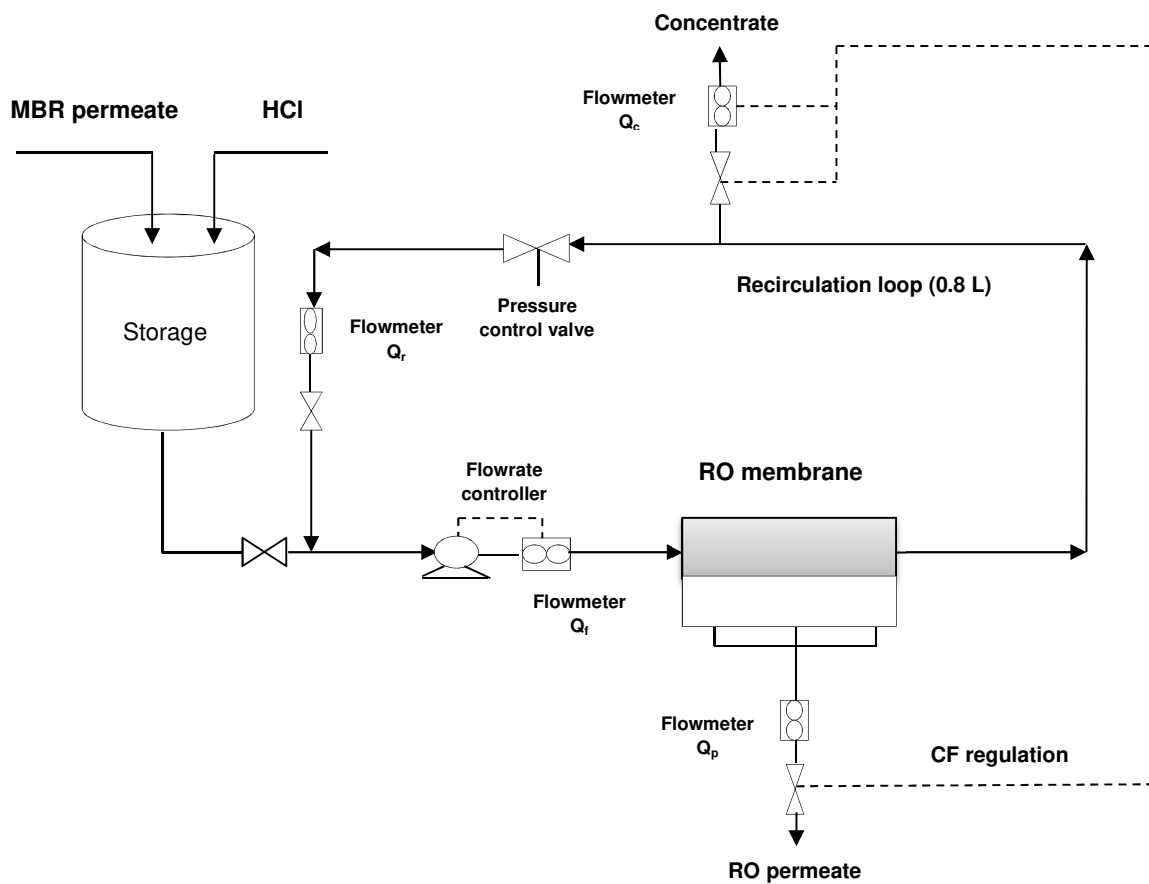 Concentrate
MBR permeate
HCl
Flowmeter
Qc
Storage
Flowmeter
Qr
Pressure
control valve
Recirculation loop (0.8 L)
Flowrate
controller
RO membrane
Flowmeter
Qf
Flowmeter
Qp
CF regulation
RO permeate